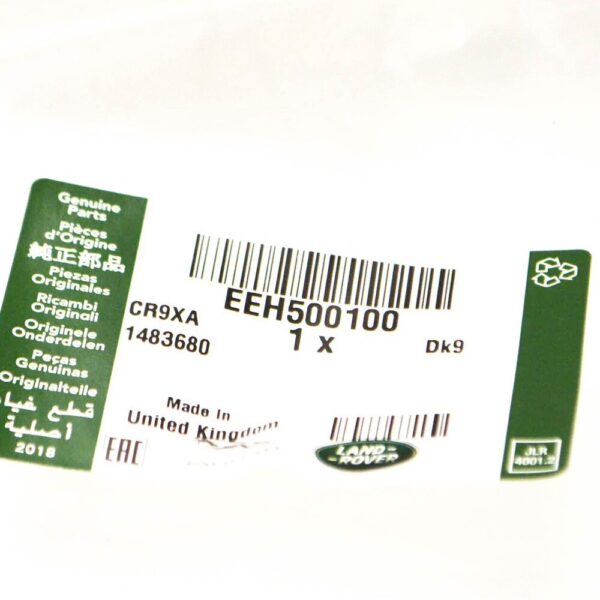 Genuine
Parts
Pièces
d'Origine
純正部品
Piezas
Originales
Ricambi
Originali
Originele
Onderdelen
Peças
Genuinas
Originalteile
قطع غيار
أصلية
2018
CR9XA
1483680
EEH500100
1 x
Dk9
Made In
United Kingdom
EAC
LAND-
-ROVER
JLR
4001.2